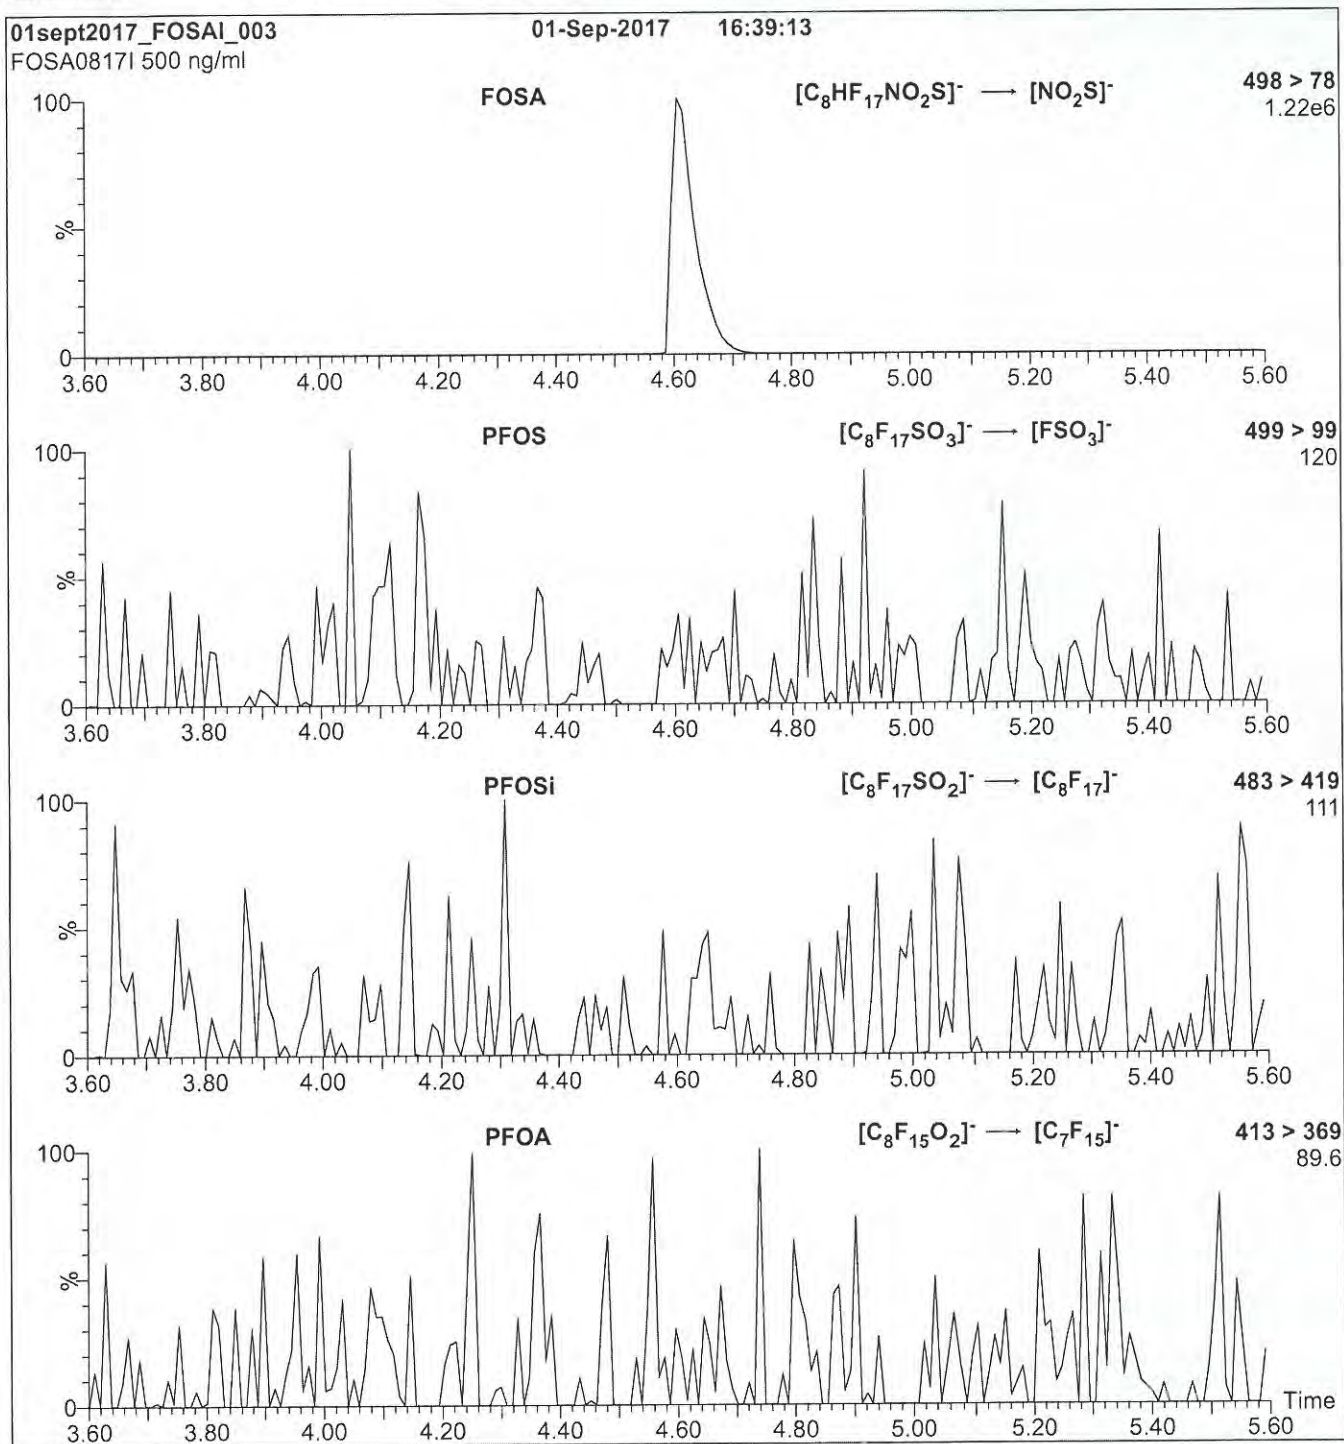 01sept2017_FOSAI_003 01-Sep-2017 16:39:13
FOSA0817I 500 ng/ml
FOSA [C₈HF₁₇NO₂S]⁻ → [NO₂S]⁻ 498 > 78
1.22e6
100
%
0
3.60 3.80 4.00 4.20 4.40 4.60 4.80 5.00 5.20 5.40 5.60
PFOS [C₈F₁₇SO₃]⁻ → [FSO₃]⁻ 499 > 99
120
100
%
0
3.60 3.80 4.00 4.20 4.40 4.60 4.80 5.00 5.20 5.40 5.60
PFOSi [C₈F₁₇SO₂]⁻ → [C₈F₁₇]⁻ 483 > 419
111
100
%
0
3.60 3.80 4.00 4.20 4.40 4.60 4.80 5.00 5.20 5.40 5.60
PFOA [C₈F₁₅O₂]⁻ → [C₇F₁₅]⁻ 413 > 369
89.6
100
%
0
Time
3.60 3.80 4.00 4.20 4.40 4.60 4.80 5.00 5.20 5.40 5.60